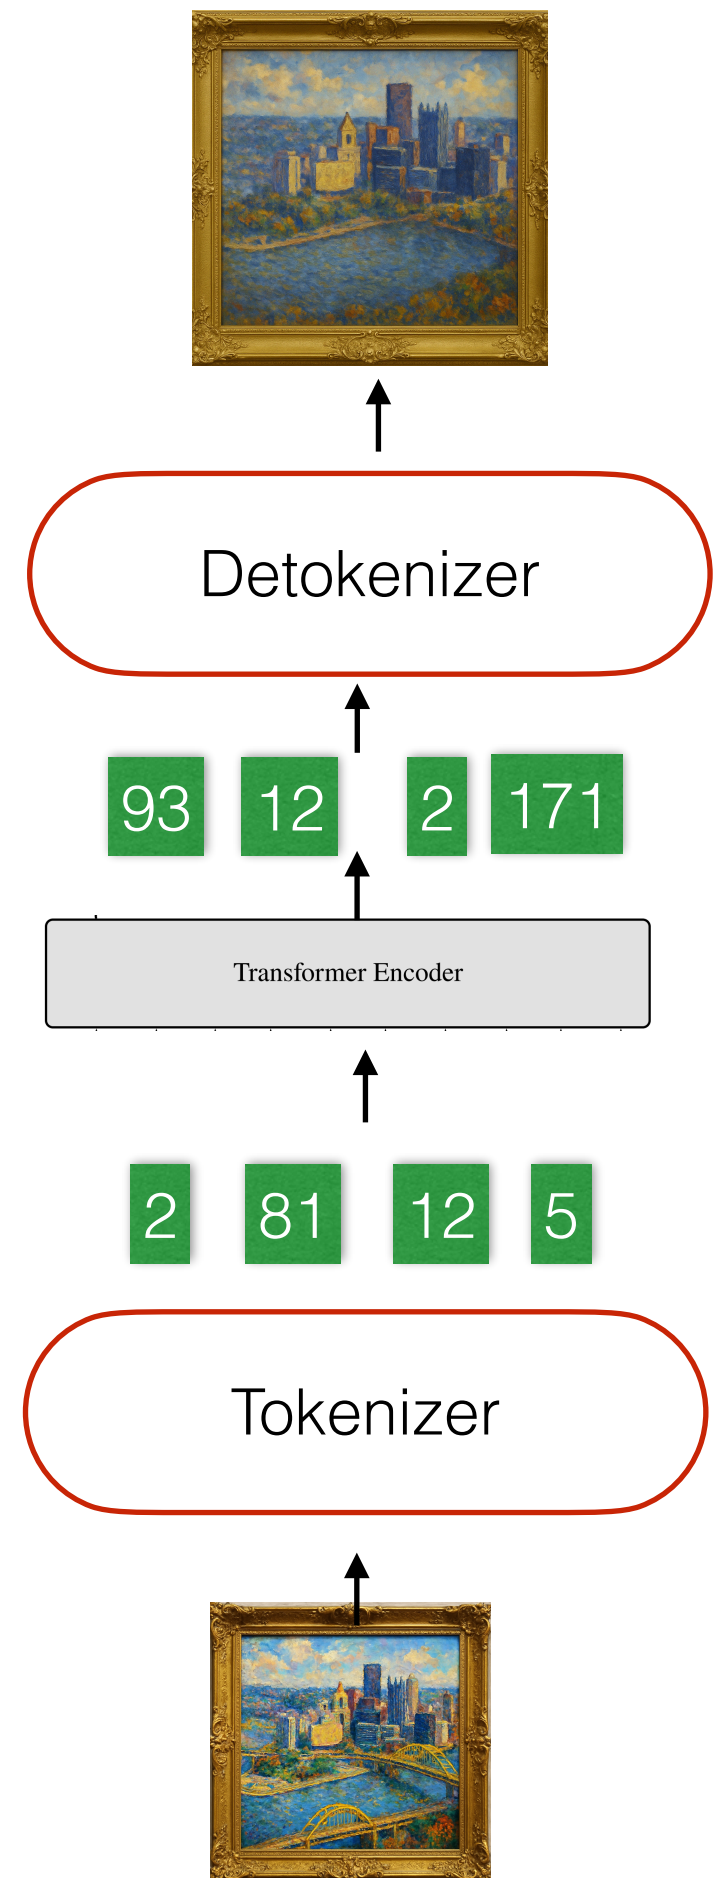 Detokenizer
93 12 2 171
Transformer Encoder
2 81 12 5
Tokenizer